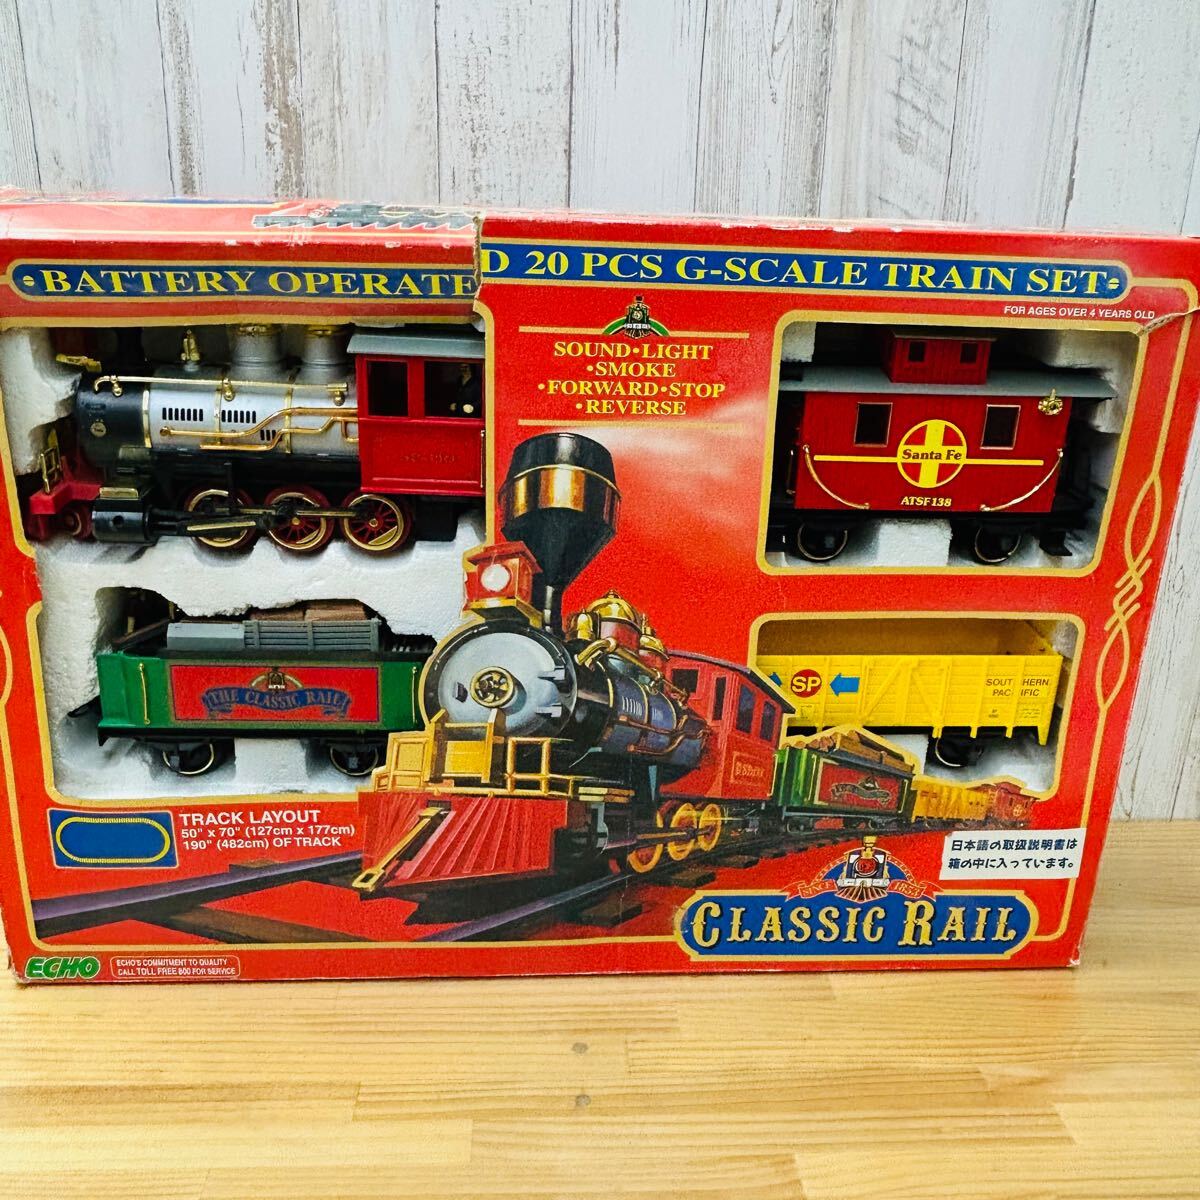 •BATTERY OPERATED 20 PCS G-SCALE TRAIN SET•
FOR AGES OVER 4 YEARS OLD
SOUND•LIGHT
•SMOKE
•FORWARD•STOP
•REVERSE
Santa Fe
ATSF 138
THE CLASSIC RAIL
SP
SOUTHERN
PACIFIC
TRACK LAYOUT
50" x 70" (127cm x 177cm)
190" (482cm) OF TRACK
日本語の取扱説明書は
箱の中に入っています。
SINCE 1853
CLASSIC RAIL
ECHO
ECHO'S COMMITMENT TO QUALITY
CALL TOLL FREE 800 FOR SERVICE